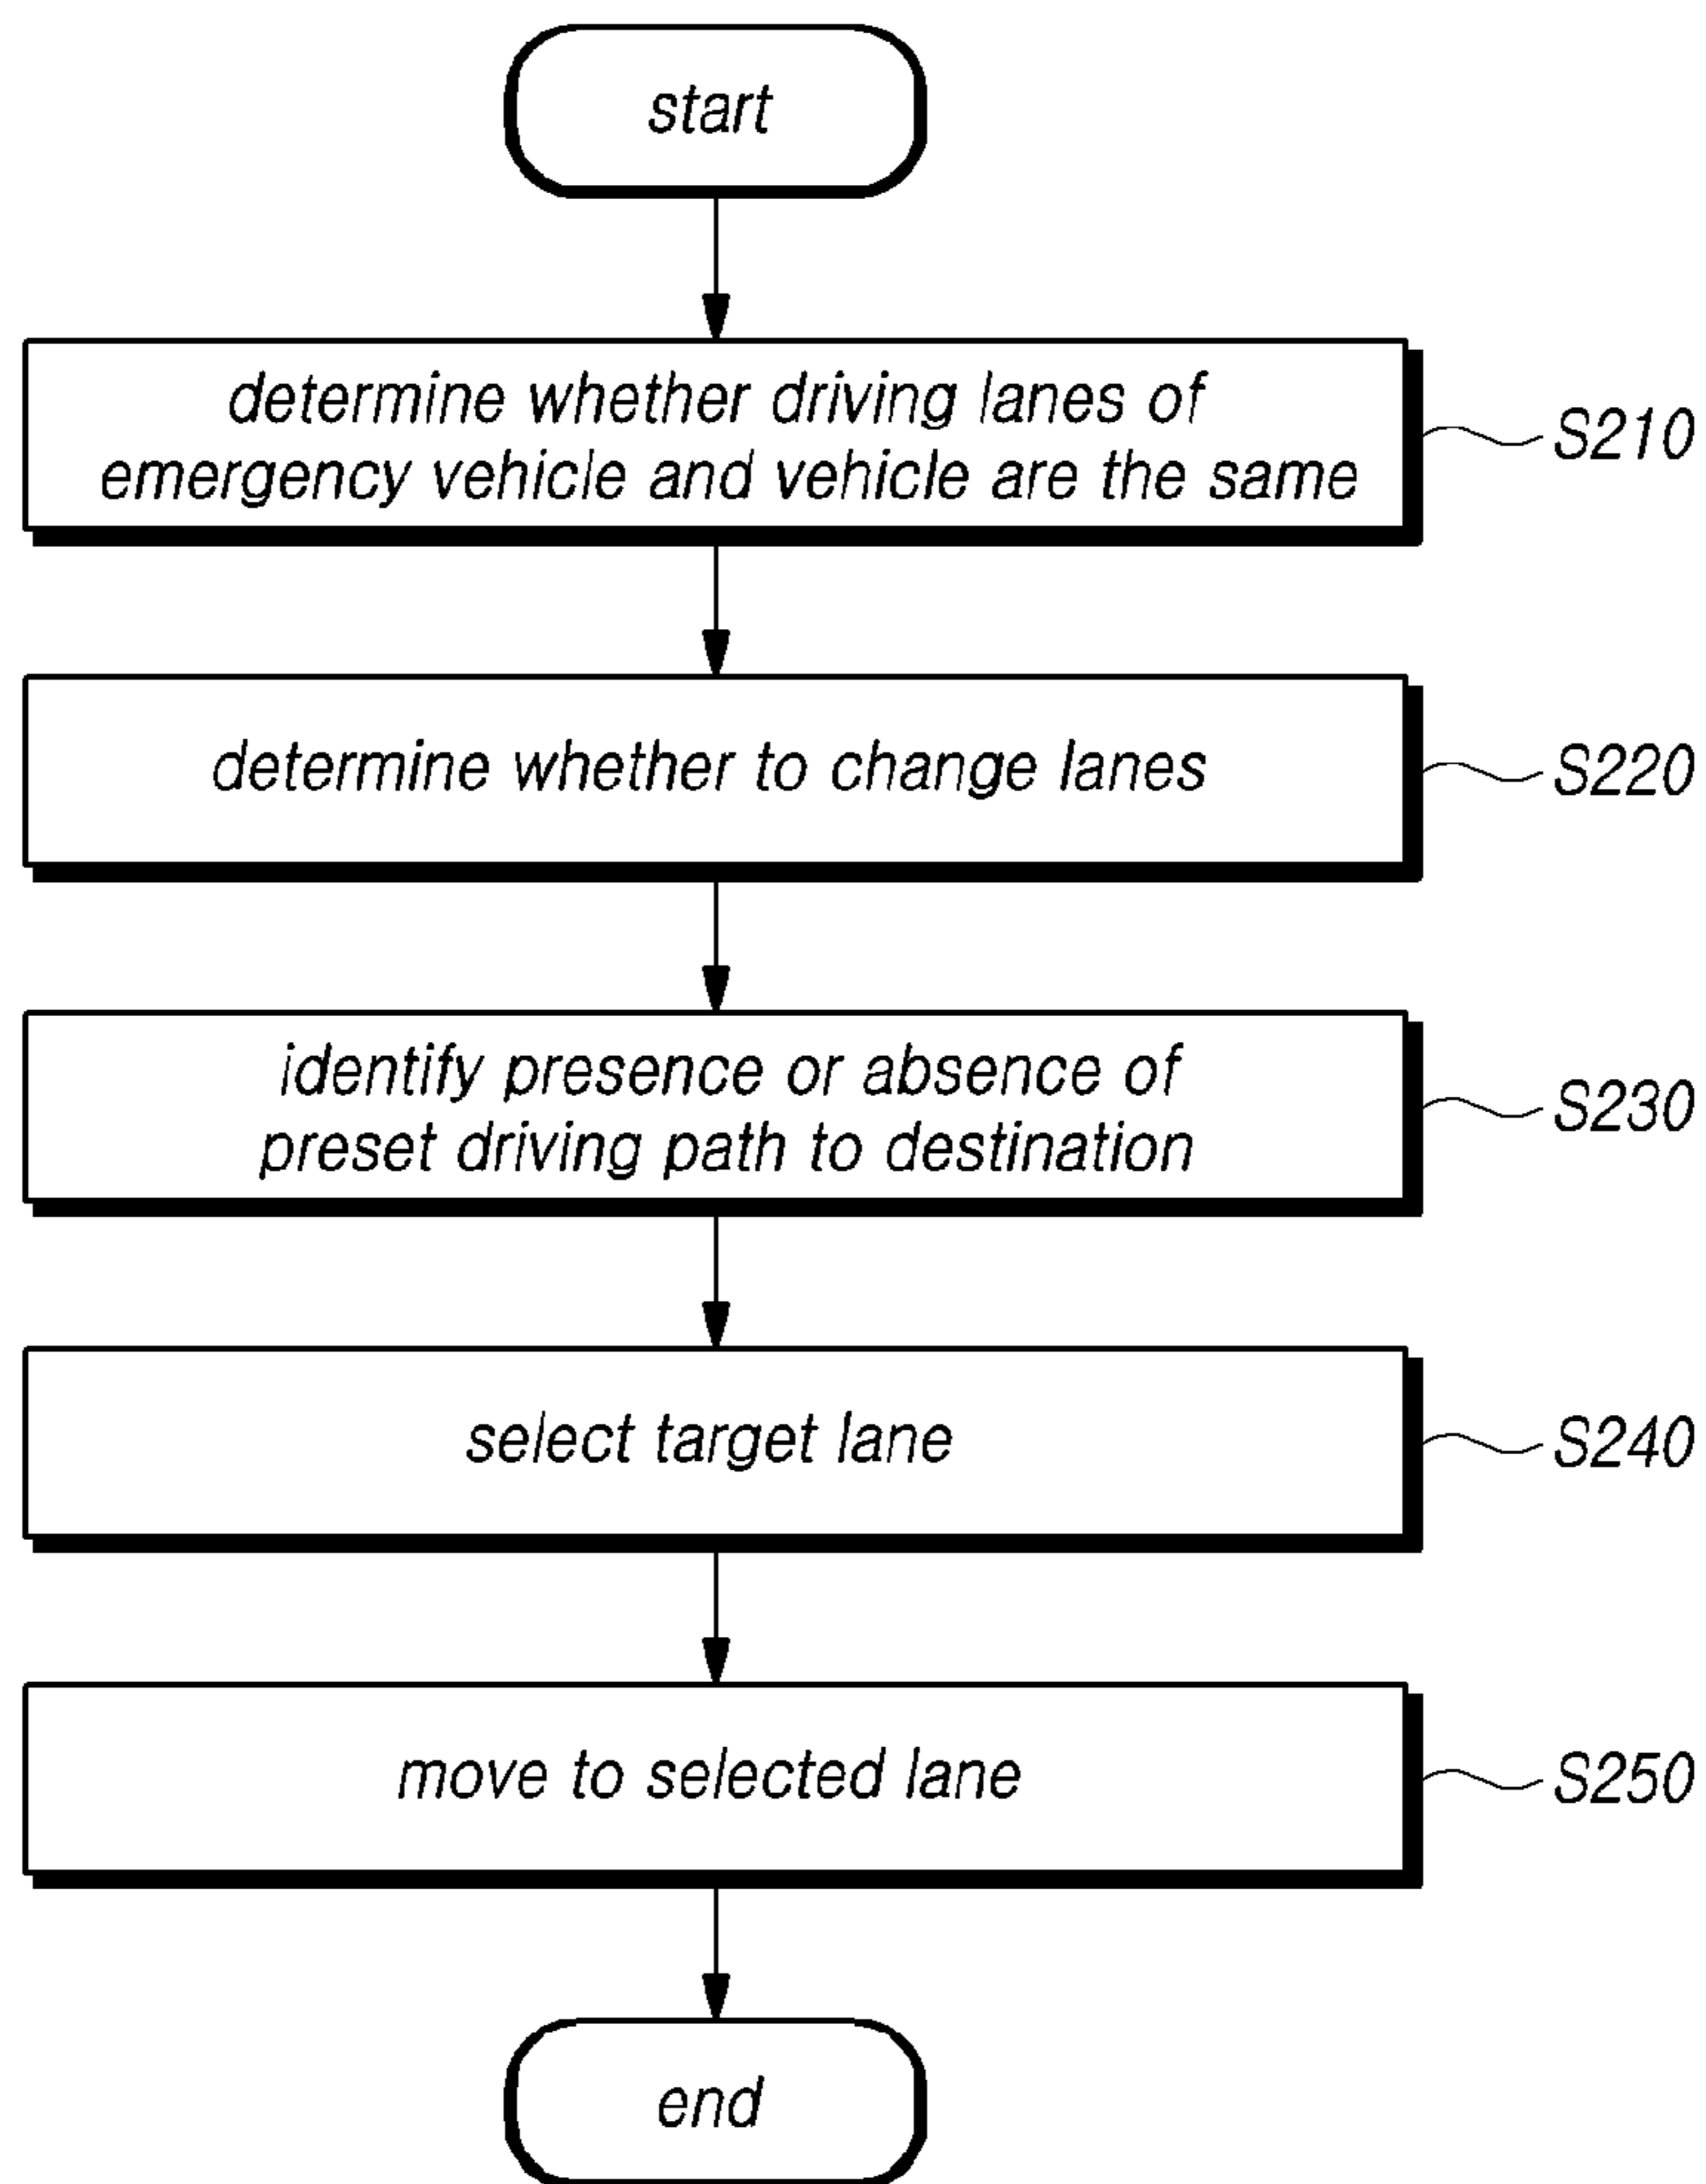 start
determine whether driving lanes of
emergency vehicle and vehicle are the same
S210
determine whether to change lanes
S220
identify presence or absence of
preset driving path to destination
S230
select target lane
S240
move to selected lane
S250
end